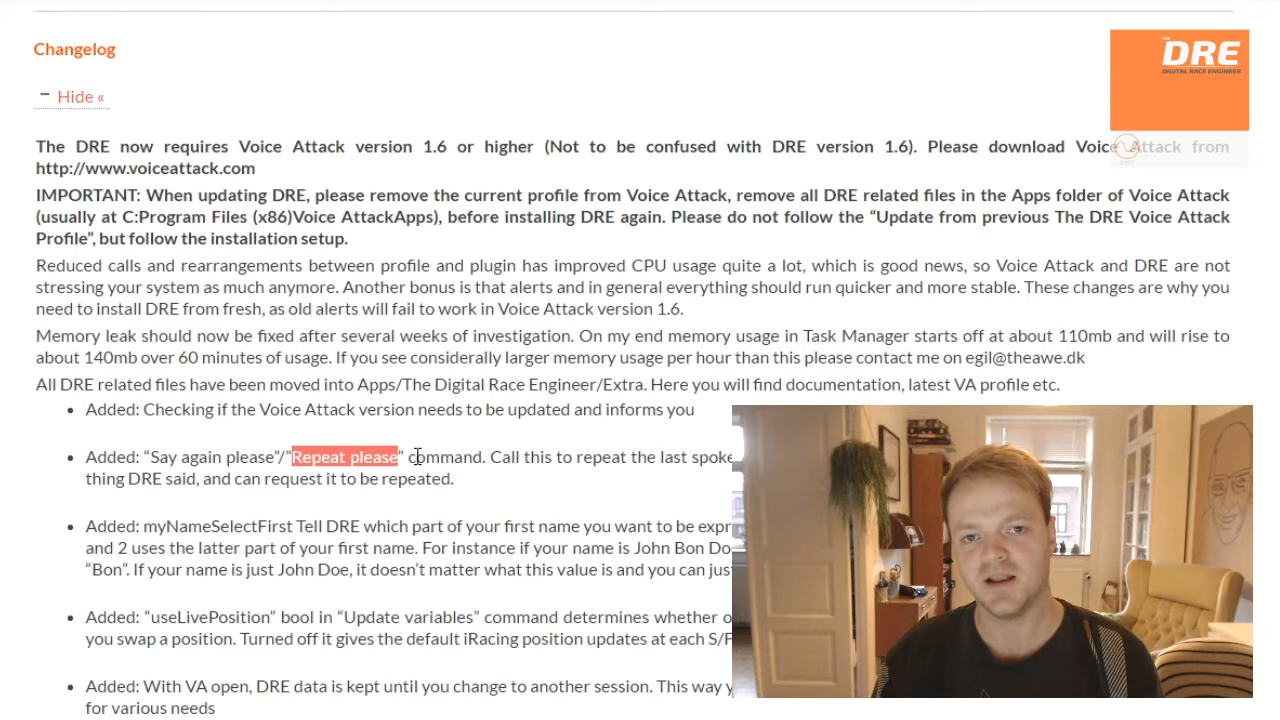 Changelog
THE
DRE
DIGITAL RACE ENGINEER
− Hide «
The DRE now requires Voice Attack version 1.6 or higher (Not to be confused with DRE version 1.6). Please download Voice Attack from
http://www.voiceattack.com
IMPORTANT: When updating DRE, please remove the current profile from Voice Attack, remove all DRE related files in the Apps folder of Voice Attack
(usually at C:Program Files (x86)Voice AttackApps), before installing DRE again. Please do not follow the “Update from previous The DRE Voice Attack
Profile”, but follow the installation setup.
Reduced calls and rearrangements between profile and plugin has improved CPU usage quite a lot, which is good news, so Voice Attack and DRE are not
stressing your system as much anymore. Another bonus is that alerts and in general everything should run quicker and more stable. These changes are why you
need to install DRE from fresh, as old alerts will fail to work in Voice Attack version 1.6.
Memory leak should now be fixed after several weeks of investigation. On my end memory usage in Task Manager starts off at about 110mb and will rise to
about 140mb over 60 minutes of usage. If you see considerally larger memory usage per hour than this please contact me on egil@theawe.dk
All DRE related files have been moved into Apps/The Digital Race Engineer/Extra. Here you will find documentation, latest VA profile etc.
• Added: Checking if the Voice Attack version needs to be updated and informs you
• Added: “Say again please”/”Repeat please” command. Call this to repeat the last spoke
thing DRE said, and can request it to be repeated.
• Added: myNameSelectFirst Tell DRE which part of your first name you want to be expr
and 2 uses the latter part of your first name. For instance if your name is John Bon Do
“Bon”. If your name is just John Doe, it doesn’t matter what this value is and you can jus
• Added: “useLivePosition” bool in “Update variables” command determines whether o
you swap a position. Turned off it gives the default iRacing position updates at each S/F
• Added: With VA open, DRE data is kept until you change to another session. This way y
for various needs